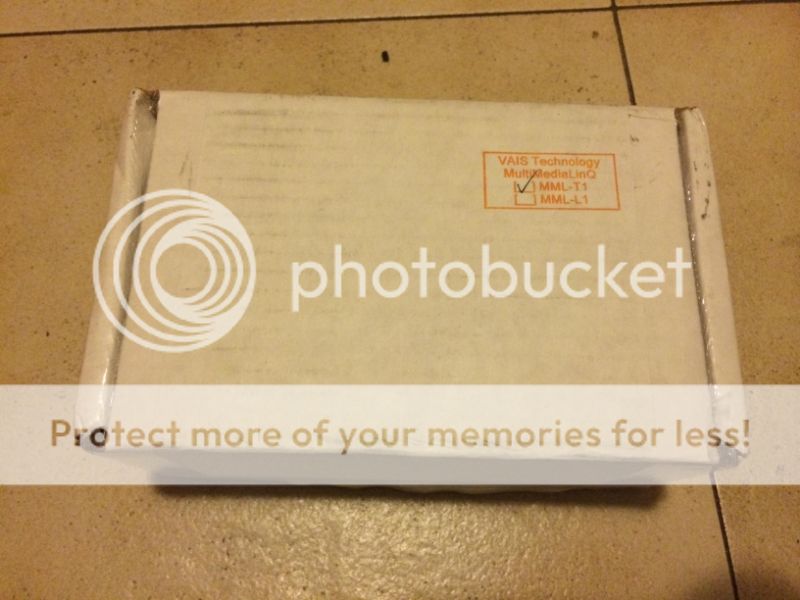 VAIS Technology
MultiMediaLinQ
MML-T1
MML-L1
photobucket
Protect more of your memories for less!